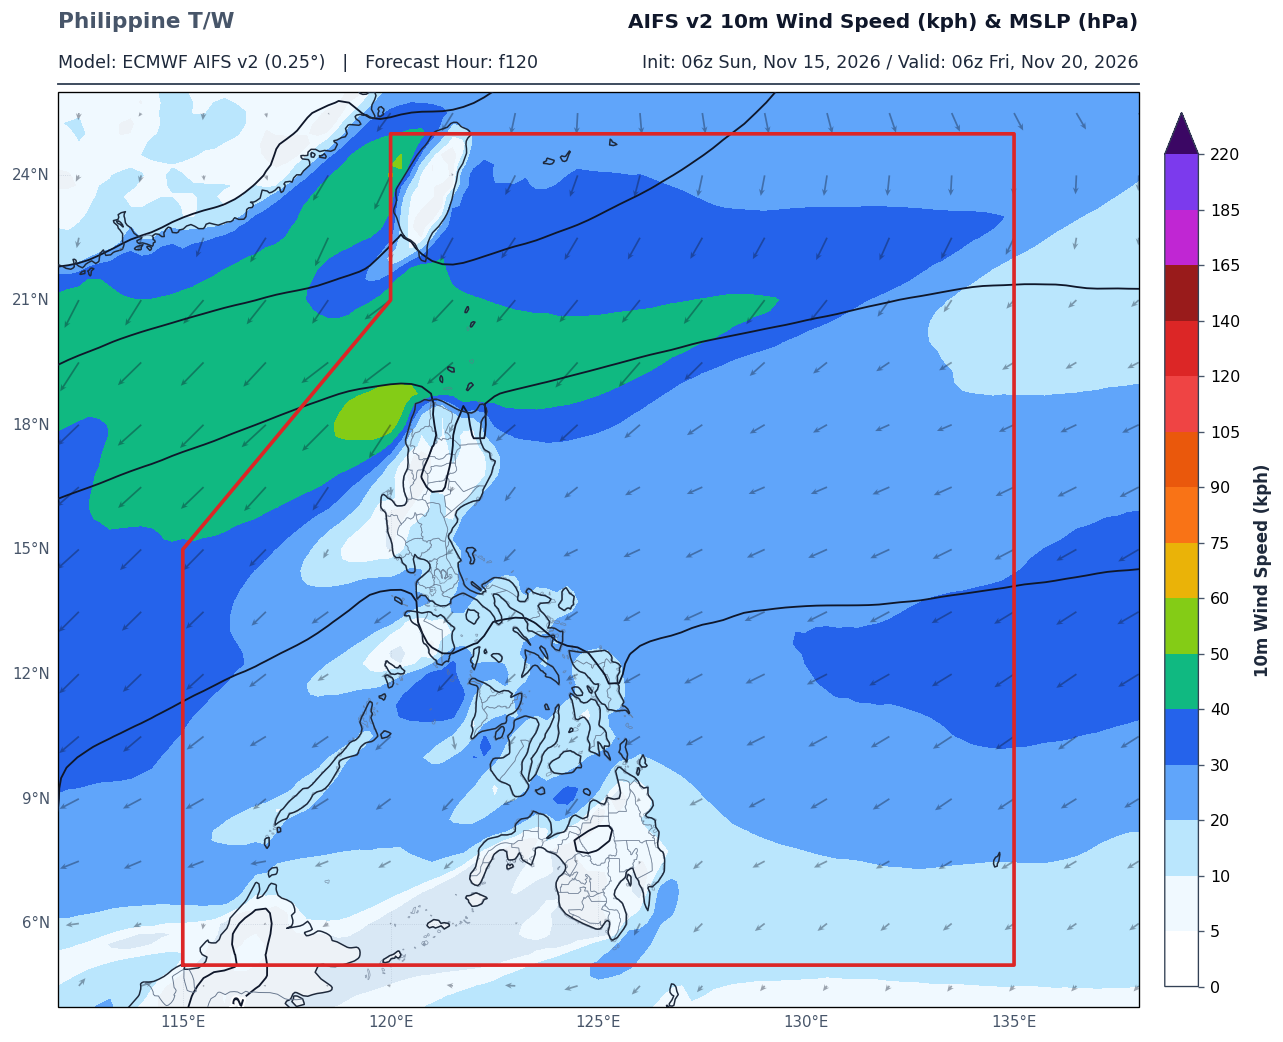 Philippine T/W
AIFS v2 10m Wind Speed (kph) & MSLP (hPa)
Model: ECMWF AIFS v2 (0.25°) | Forecast Hour: f120
Init: 06z Sun, Nov 15, 2026 / Valid: 06z Fri, Nov 20, 2026
24°N
21°N
18°N
15°N
12°N
9°N
6°N
115°E
120°E
125°E
130°E
135°E
220
185
165
140
120
105
90
75
60
50
40
30
20
10
5
0
10m Wind Speed (kph)